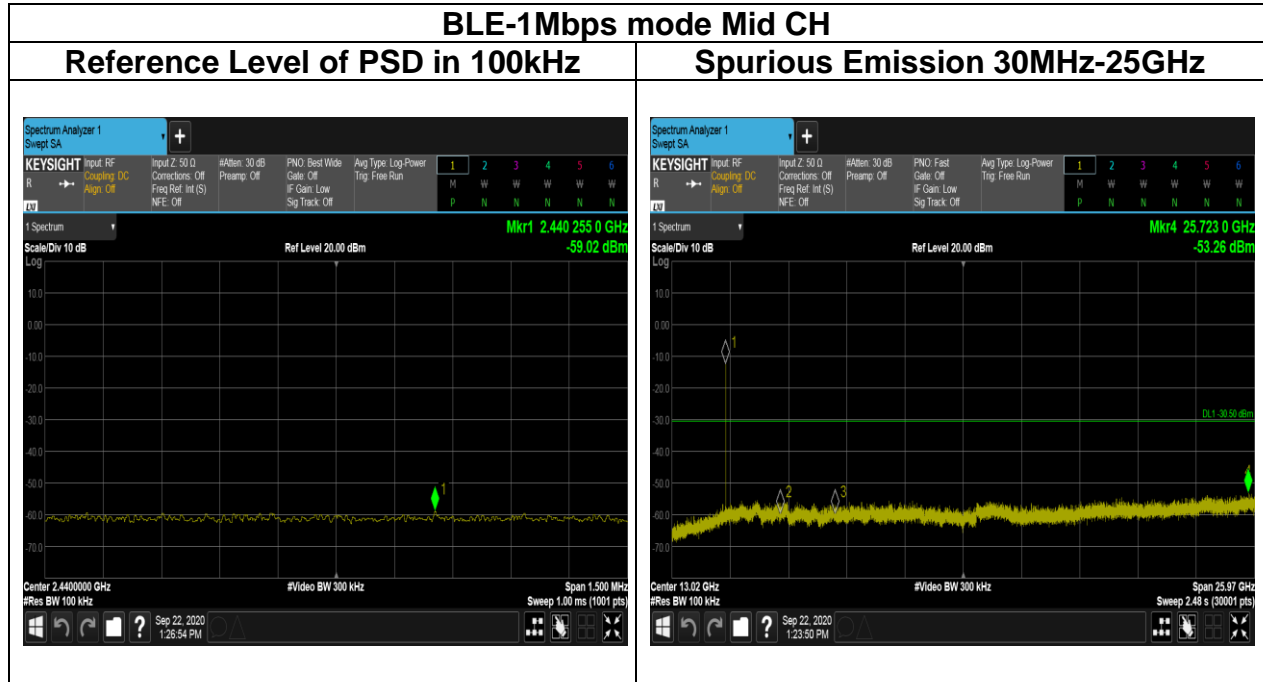 BLE-1Mbps mode Mid CH
Reference Level of PSD in 100kHz
Spurious Emission 30MHz-25GHz
Spectrum Analyzer 1
Swept SA
+
KEYSIGHT Input: RF Input Z: 50 Ω #Atten: 30 dB PNO: Best Wide Avg Type: Log-Power 1 2 3 4 5 6
R Coupling: DC Corrections: Off Preamp: Off Gate: Off Trig: Free Run M W W W W W
Align: Off Freq Ref: Int (S) IF Gain: Low
LXI NFE: Off Sig Track: Off P N N N N N
1 Spectrum Mkr1 2.440 255 0 GHz
Scale/Div 10 dB Ref Level 20.00 dBm -59.02 dBm
Log
10.0
0.00
-10.0
-20.0
-30.0
-40.0
-50.0
1
-60.0
-70.0
Center 2.4400000 GHz #Video BW 300 kHz Span 1.500 MHz
#Res BW 100 kHz Sweep 1.00 ms (1001 pts)
? Sep 22, 2020
1:26:54 PM
Spectrum Analyzer 1
Swept SA
+
KEYSIGHT Input: RF Input Z: 50 Ω #Atten: 30 dB PNO: Fast Avg Type: Log-Power 1 2 3 4 5 6
R Coupling: DC Corrections: Off Preamp: Off Gate: Off Trig: Free Run M W W W W W
Align: Off Freq Ref: Int (S) IF Gain: Low
LXI NFE: Off Sig Track: Off P N N N N N
1 Spectrum Mkr4 25.723 0 GHz
Scale/Div 10 dB Ref Level 20.00 dBm -53.26 dBm
Log
10.0
0.00
1
-10.0
-20.0
DL1 -30.50 dBm
-30.0
-40.0
4
-50.0
2 3
-60.0
-70.0
Center 13.02 GHz #Video BW 300 kHz Span 25.97 GHz
#Res BW 100 kHz Sweep 2.48 s (30001 pts)
? Sep 22, 2020
1:23:50 PM